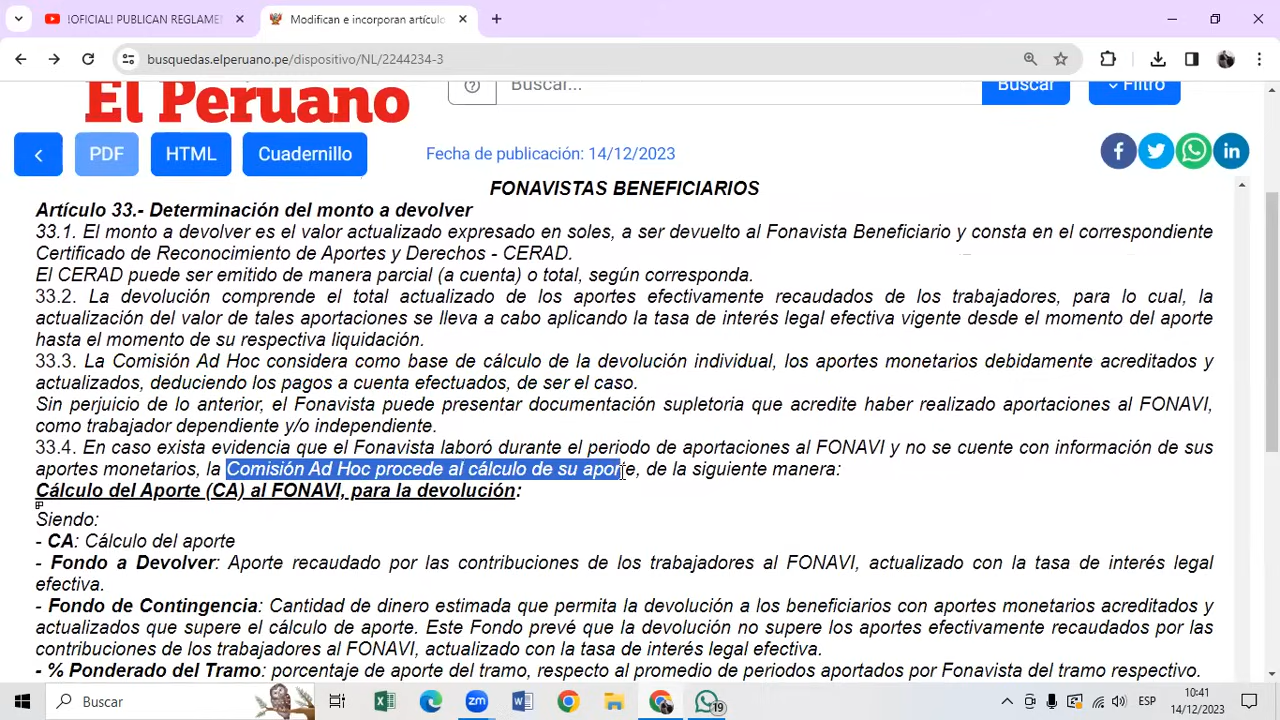 !OFICIAL! PUBLICAN REGLAME
Modifican e incorporan artículo
busquedas.elperuano.pe/dispositivo/NL/2244234-3
El Peruano
Buscar...
Buscar
Filtro
PDF
HTML
Cuadernillo
Fecha de publicación: 14/12/2023
FONAVISTAS BENEFICIARIOS
Artículo 33.- Determinación del monto a devolver
33.1. El monto a devolver es el valor actualizado expresado en soles, a ser devuelto al Fonavista Beneficiario y consta en el correspondiente
Certificado de Reconocimiento de Aportes y Derechos - CERAD.
El CERAD puede ser emitido de manera parcial (a cuenta) o total, según corresponda.
33.2. La devolución comprende el total actualizado de los aportes efectivamente recaudados de los trabajadores, para lo cual, la
actualización del valor de tales aportaciones se lleva a cabo aplicando la tasa de interés legal efectiva vigente desde el momento del aporte
hasta el momento de su respectiva liquidación.
33.3. La Comisión Ad Hoc considera como base de cálculo de la devolución individual, los aportes monetarios debidamente acreditados y
actualizados, deduciendo los pagos a cuenta efectuados, de ser el caso.
Sin perjuicio de lo anterior, el Fonavista puede presentar documentación supletoria que acredite haber realizado aportaciones al FONAVI,
como trabajador dependiente y/o independiente.
33.4. En caso exista evidencia que el Fonavista laboró durante el periodo de aportaciones al FONAVI y no se cuente con información de sus
aportes monetarios, la Comisión Ad Hoc procede al cálculo de su aporte, de la siguiente manera:
Cálculo del Aporte (CA) al FONAVI, para la devolución:
Siendo:
- CA: Cálculo del aporte
- Fondo a Devolver: Aporte recaudado por las contribuciones de los trabajadores al FONAVI, actualizado con la tasa de interés legal
efectiva.
- Fondo de Contingencia: Cantidad de dinero estimada que permita la devolución a los beneficiarios con aportes monetarios acreditados y
actualizados que supere el cálculo de aporte. Este Fondo prevé que la devolución no supere los aportes efectivamente recaudados por las
contribuciones de los trabajadores al FONAVI, actualizado con la tasa de interés legal efectiva.
- % Ponderado del Tramo: porcentaje de aporte del tramo, respecto al promedio de periodos aportados por Fonavista del tramo respectivo.
Buscar
zm
19
ESP
10:41
14/12/2023